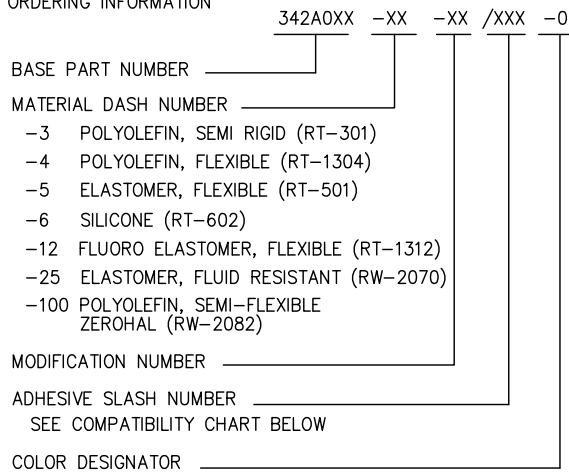 ORDERING INFORMATION
342A0XX -XX -XX /XXX -0
BASE PART NUMBER
MATERIAL DASH NUMBER
-3 POLYOLEFIN, SEMI RIGID (RT-301)
-4 POLYOLEFIN, FLEXIBLE (RT-1304)
-5 ELASTOMER, FLEXIBLE (RT-501)
-6 SILICONE (RT-602)
-12 FLUORO ELASTOMER, FLEXIBLE (RT-1312)
-25 ELASTOMER, FLUID RESISTANT (RW-2070)
-100 POLYOLEFIN, SEMI-FLEXIBLE
ZEROHAL (RW-2082)
MODIFICATION NUMBER
ADHESIVE SLASH NUMBER
SEE COMPATIBILITY CHART BELOW
COLOR DESIGNATOR